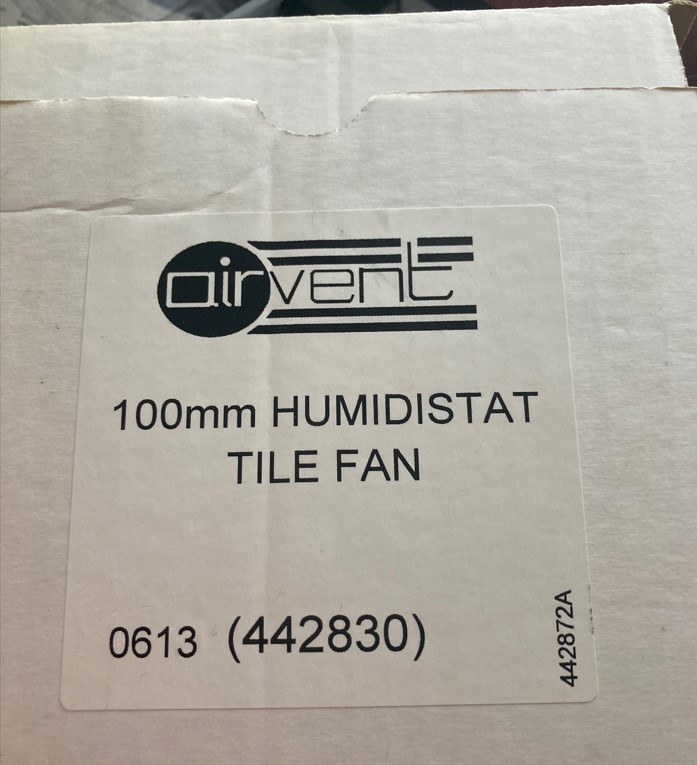 airvent
100mm HUMIDISTAT
TILE FAN
0613 (442830)
442872A